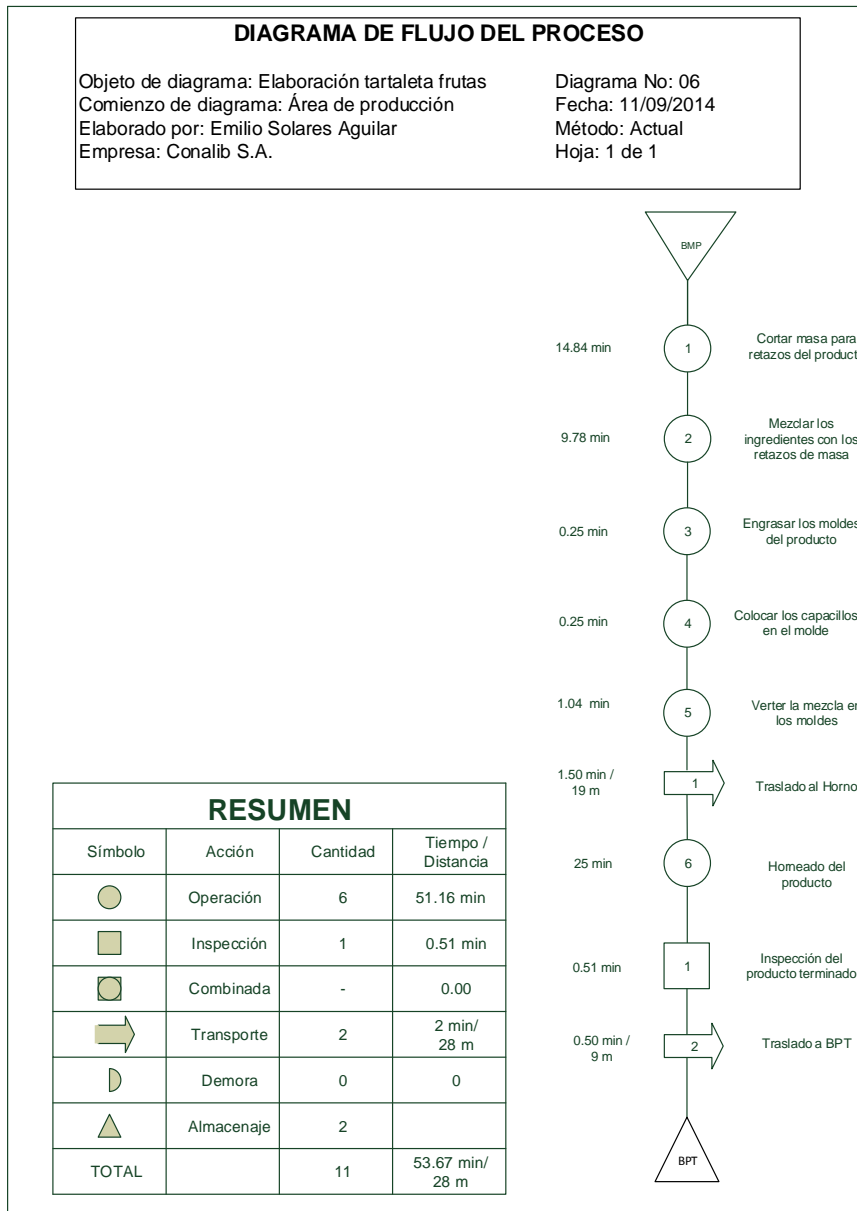 DIAGRAMA DE FLUJO DEL PROCESO
Objeto de diagrama: Elaboración tartaleta frutas
Comienzo de diagrama: Área de producción
Elaborado por: Emilio Solares Aguilar
Empresa: Conalib S.A.
Diagrama No: 06
Fecha: 11/09/2014
Método: Actual
Hoja: 1 de 1
BMP
14.84 min
1
Cortar masa para
retazos del product
9.78 min
2
Mezclar los
ingredientes con los
retazos de masa
0.25 min
3
Engrasar los moldes
del producto
0.25 min
4
Colocar los capacillos
en el molde
1.04 min
5
Verter la mezcla en
los moldes
1.50 min /
19 m
1
Traslado al Horno
25 min
6
Horneado del
producto
0.51 min
1
Inspección del
producto terminado
0.50 min /
9 m
2
Traslado a BPT
BPT
RESUMEN
Símbolo Acción Cantidad Tiempo /
Distancia
Operación 6 51.16 min
Inspección 1 0.51 min
Combinada - 0.00
Transporte 2 2 min/
28 m
Demora 0 0
Almacenaje 2
TOTAL 11 53.67 min/
28 m